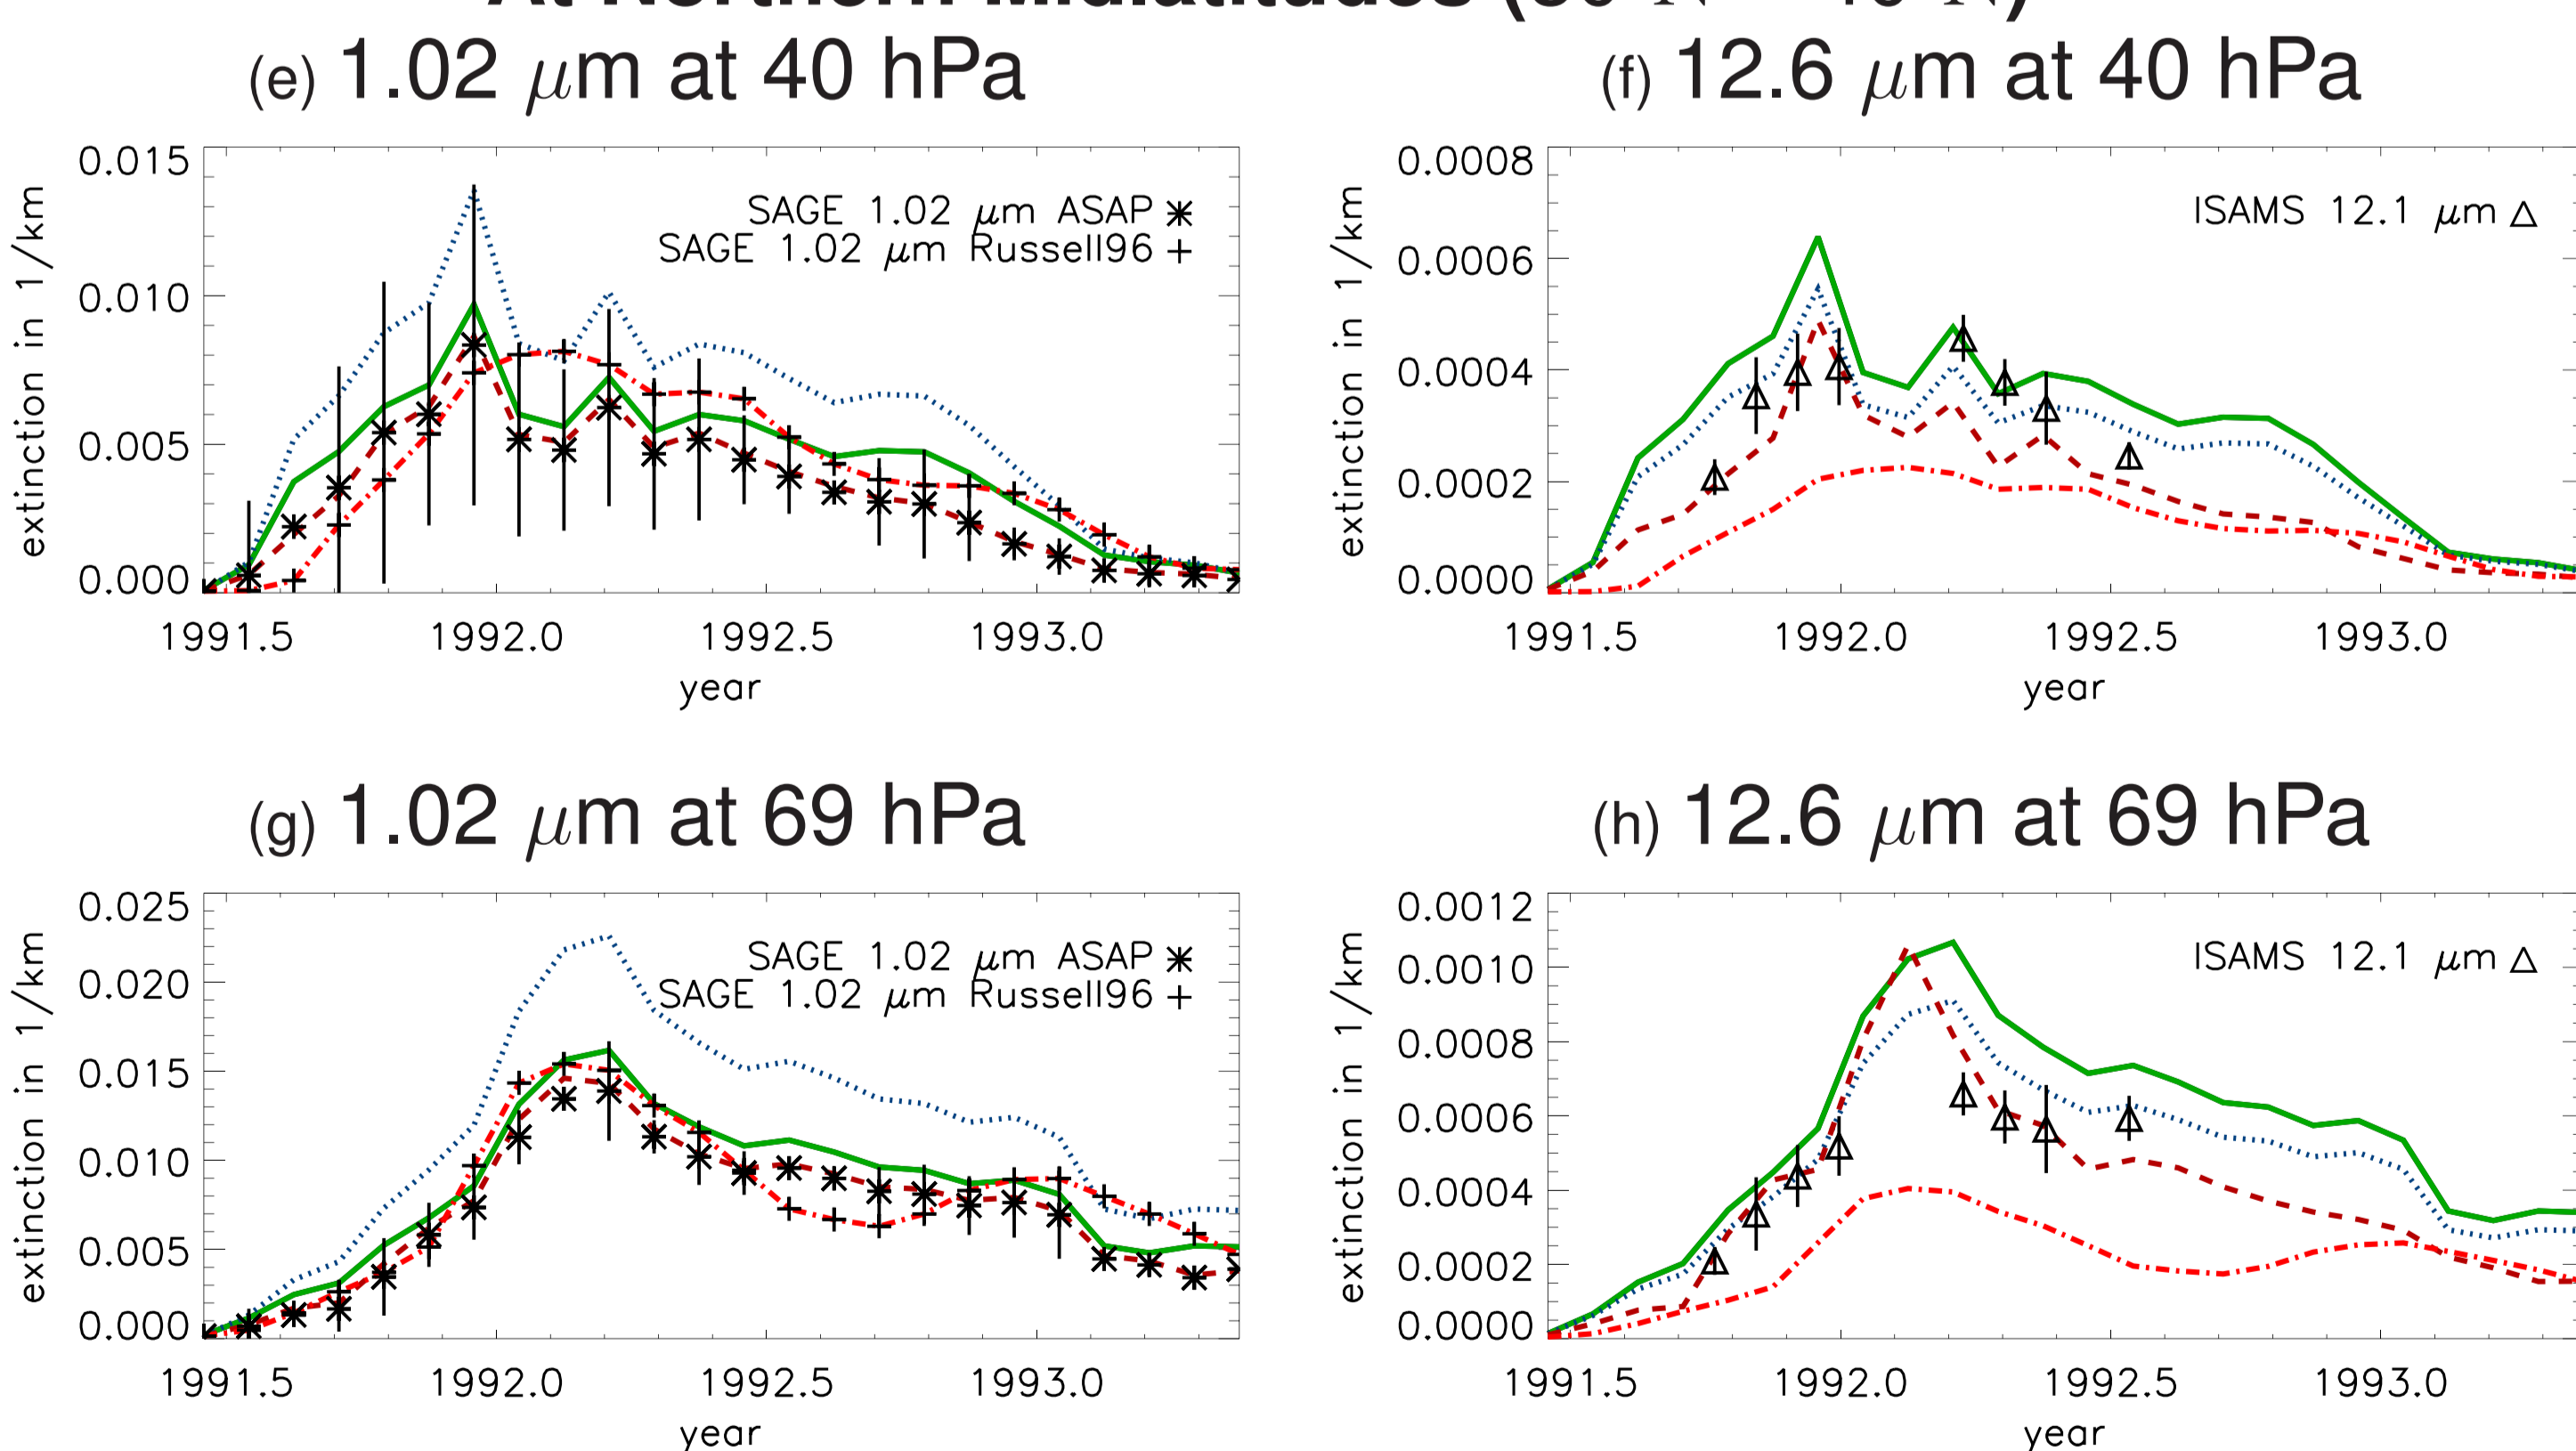 At Northern Midlatitudes (
(e) 1.02 μm at 40 hPa
0.015
0.010
0.005
0.000
extinction in 1/km
SAGE 1.02 μm ASAP
SAGE 1.02 μm Russell96
1991.5 1992.0 1992.5 1993.0
year
(f) 12.6 μm at 40 hPa
0.0008
0.0006
0.0004
0.0002
0.0000
extinction in 1/km
ISAMS 12.1 μm
1991.5 1992.0 1992.5 1993.0
year
(g) 1.02 μm at 69 hPa
0.025
0.020
0.015
0.010
0.005
0.000
extinction in 1/km
SAGE 1.02 μm ASAP
SAGE 1.02 μm Russell96
1991.5 1992.0 1992.5 1993.0
year
(h) 12.6 μm at 69 hPa
0.0012
0.0010
0.0008
0.0006
0.0004
0.0002
0.0000
extinction in 1/km
ISAMS 12.1 μm
1991.5 1992.0 1992.5 1993.0
year